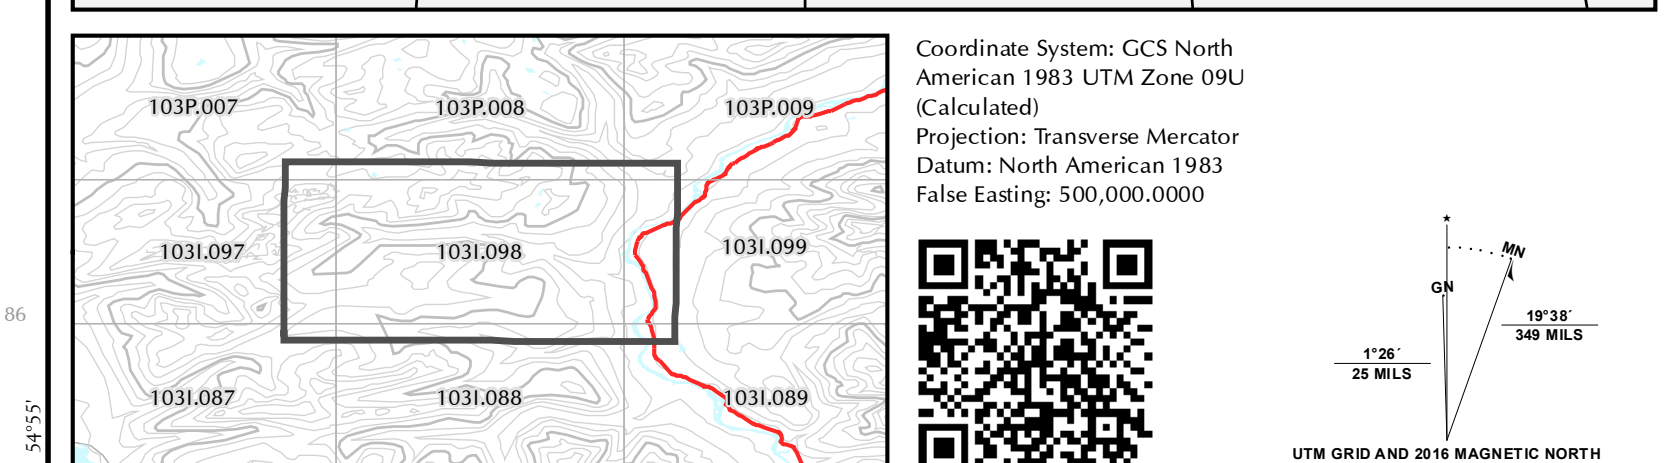 103P.007
103P.008
103P.009
103I.097
103I.098
103I.099
103I.087
103I.088
103I.089
86
54°55'
Coordinate System: GCS North
American 1983 UTM Zone 09U
(Calculated)
Projection: Transverse Mercator
Datum: North American 1983
False Easting: 500,000.0000
MN
GN
19°38´
349 MILS
1°26´
25 MILS
UTM GRID AND 2016 MAGNETIC NORTH